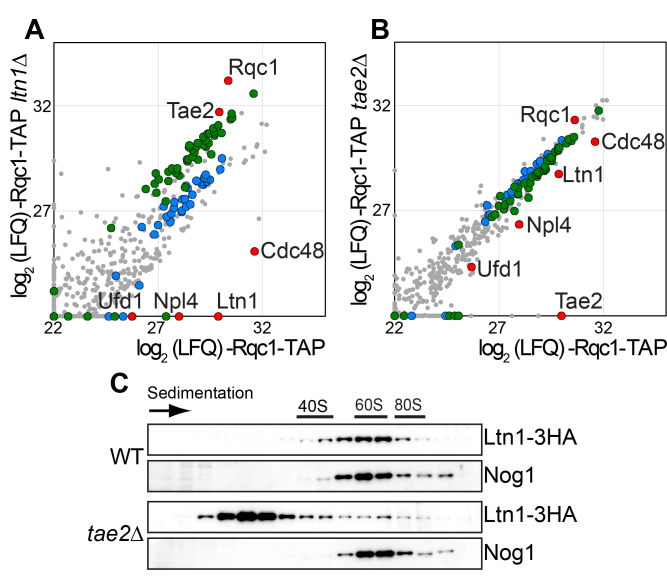 A
log2 (LFQ) -Rqc1-TAP ltn1Δ
32
27
Rqc1
Tae2
Cdc48
Ufd1 Npl4 Ltn1
22 27 32
log2 (LFQ) -Rqc1-TAP
B
log2 (LFQ) -Rqc1-TAP tae2Δ
32
27
Rqc1
Cdc48
Ltn1
Npl4
Ufd1
Tae2
22 27 32
log2 (LFQ) -Rqc1-TAP
C
Sedimentation
40S 60S 80S
WT
Ltn1-3HA
Nog1
tae2Δ
Ltn1-3HA
Nog1